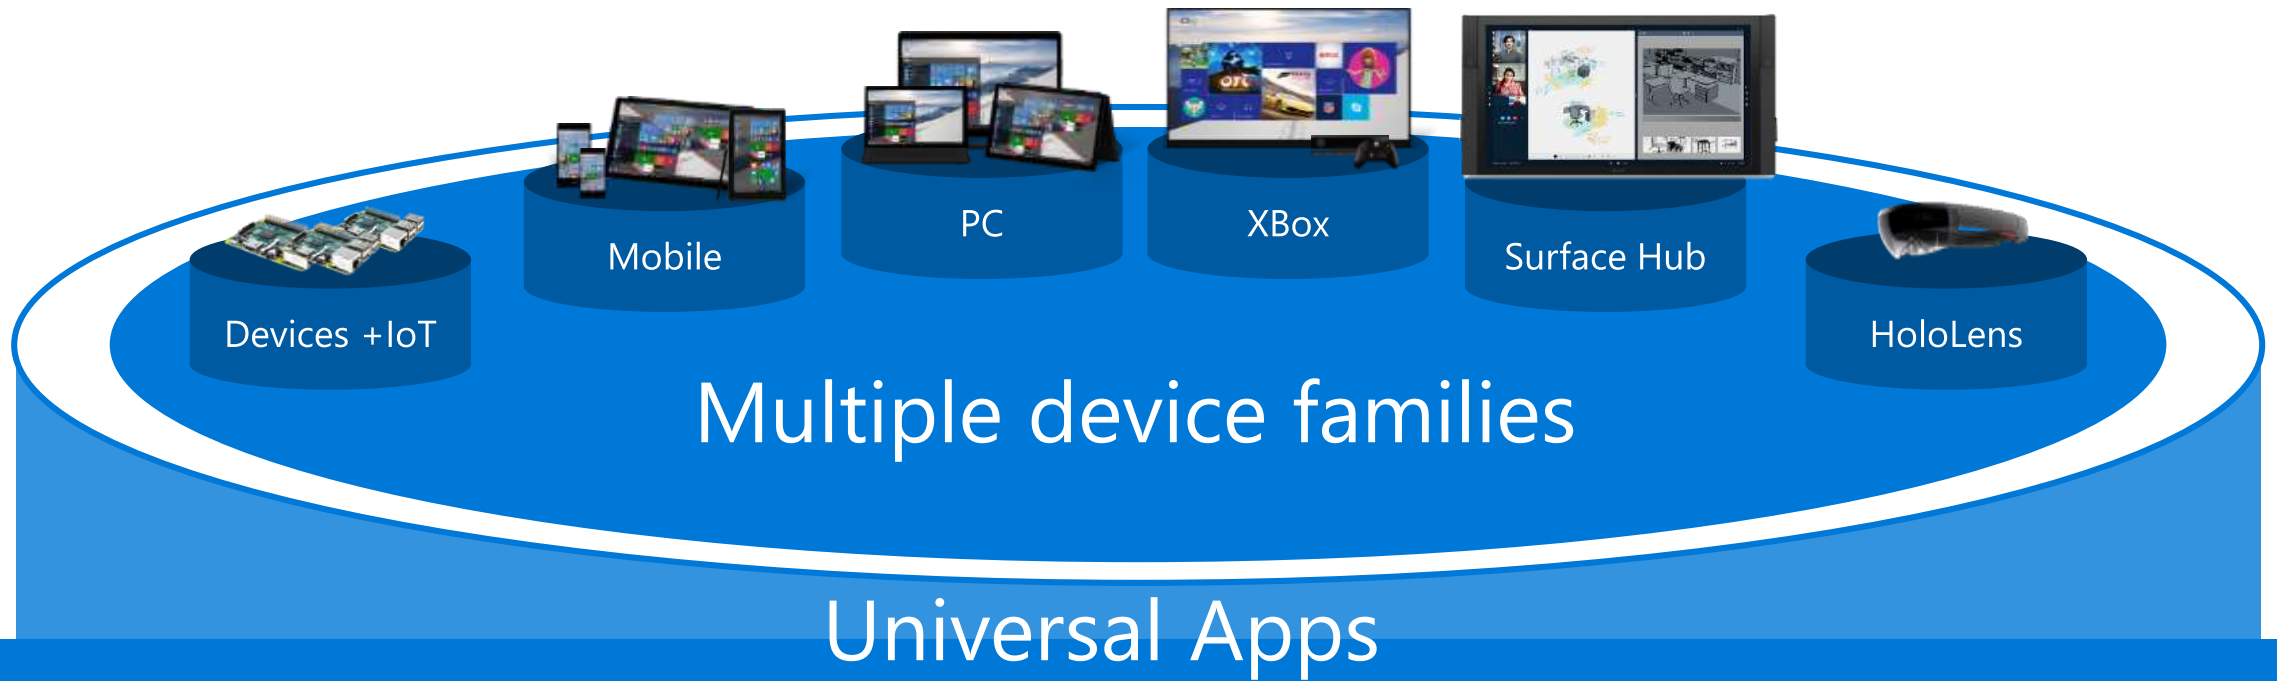 Devices +IoT
Mobile
PC
XBox
Surface Hub
HoloLens
Multiple device families
Universal Apps